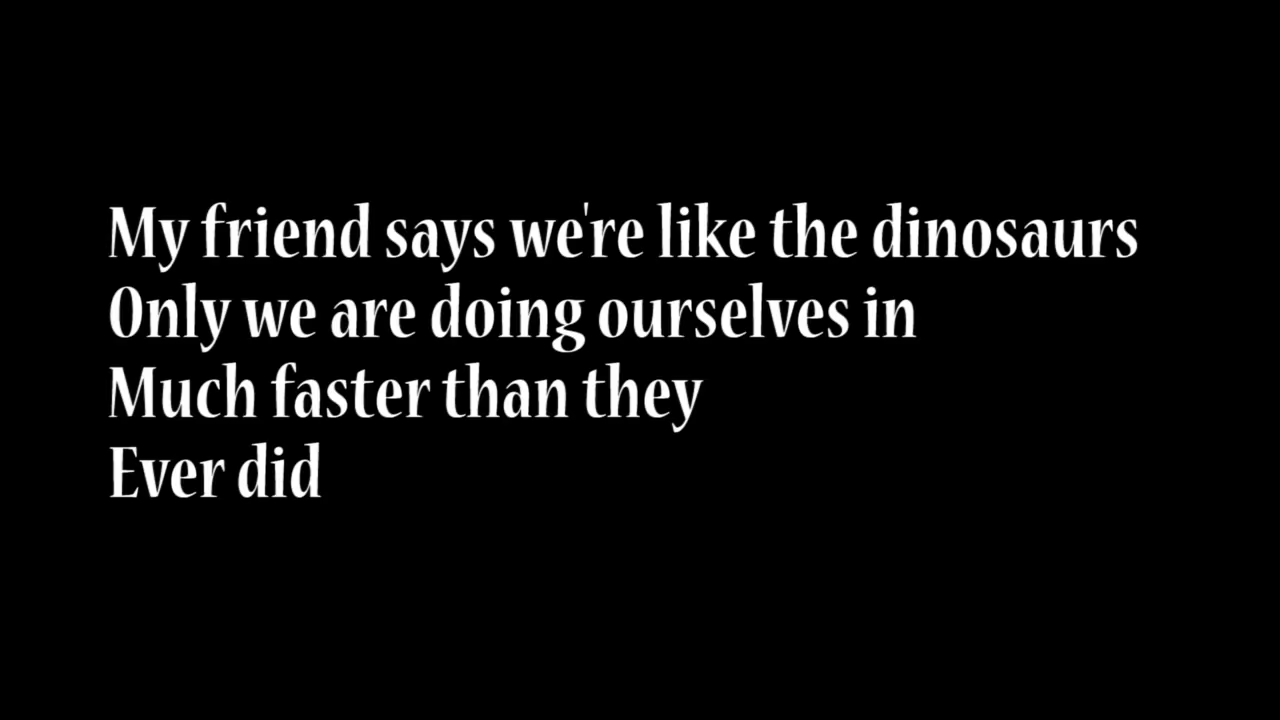 My friend says we're like the dinosaurs
Only we are doing ourselves in
Much faster than they
Ever did